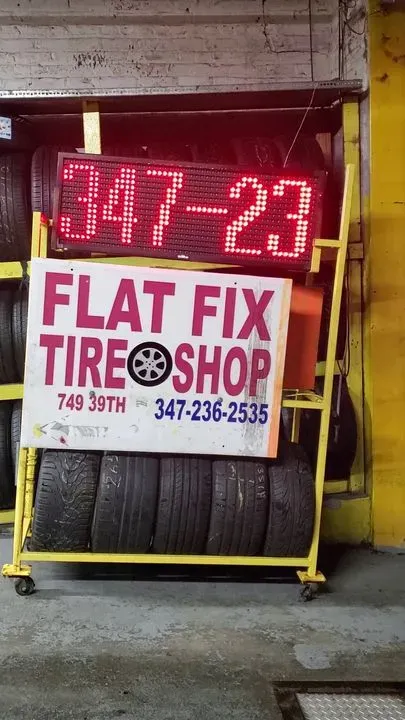 347-23
FLAT FIX
TIRE SHOP
749 39TH 347-236-2535